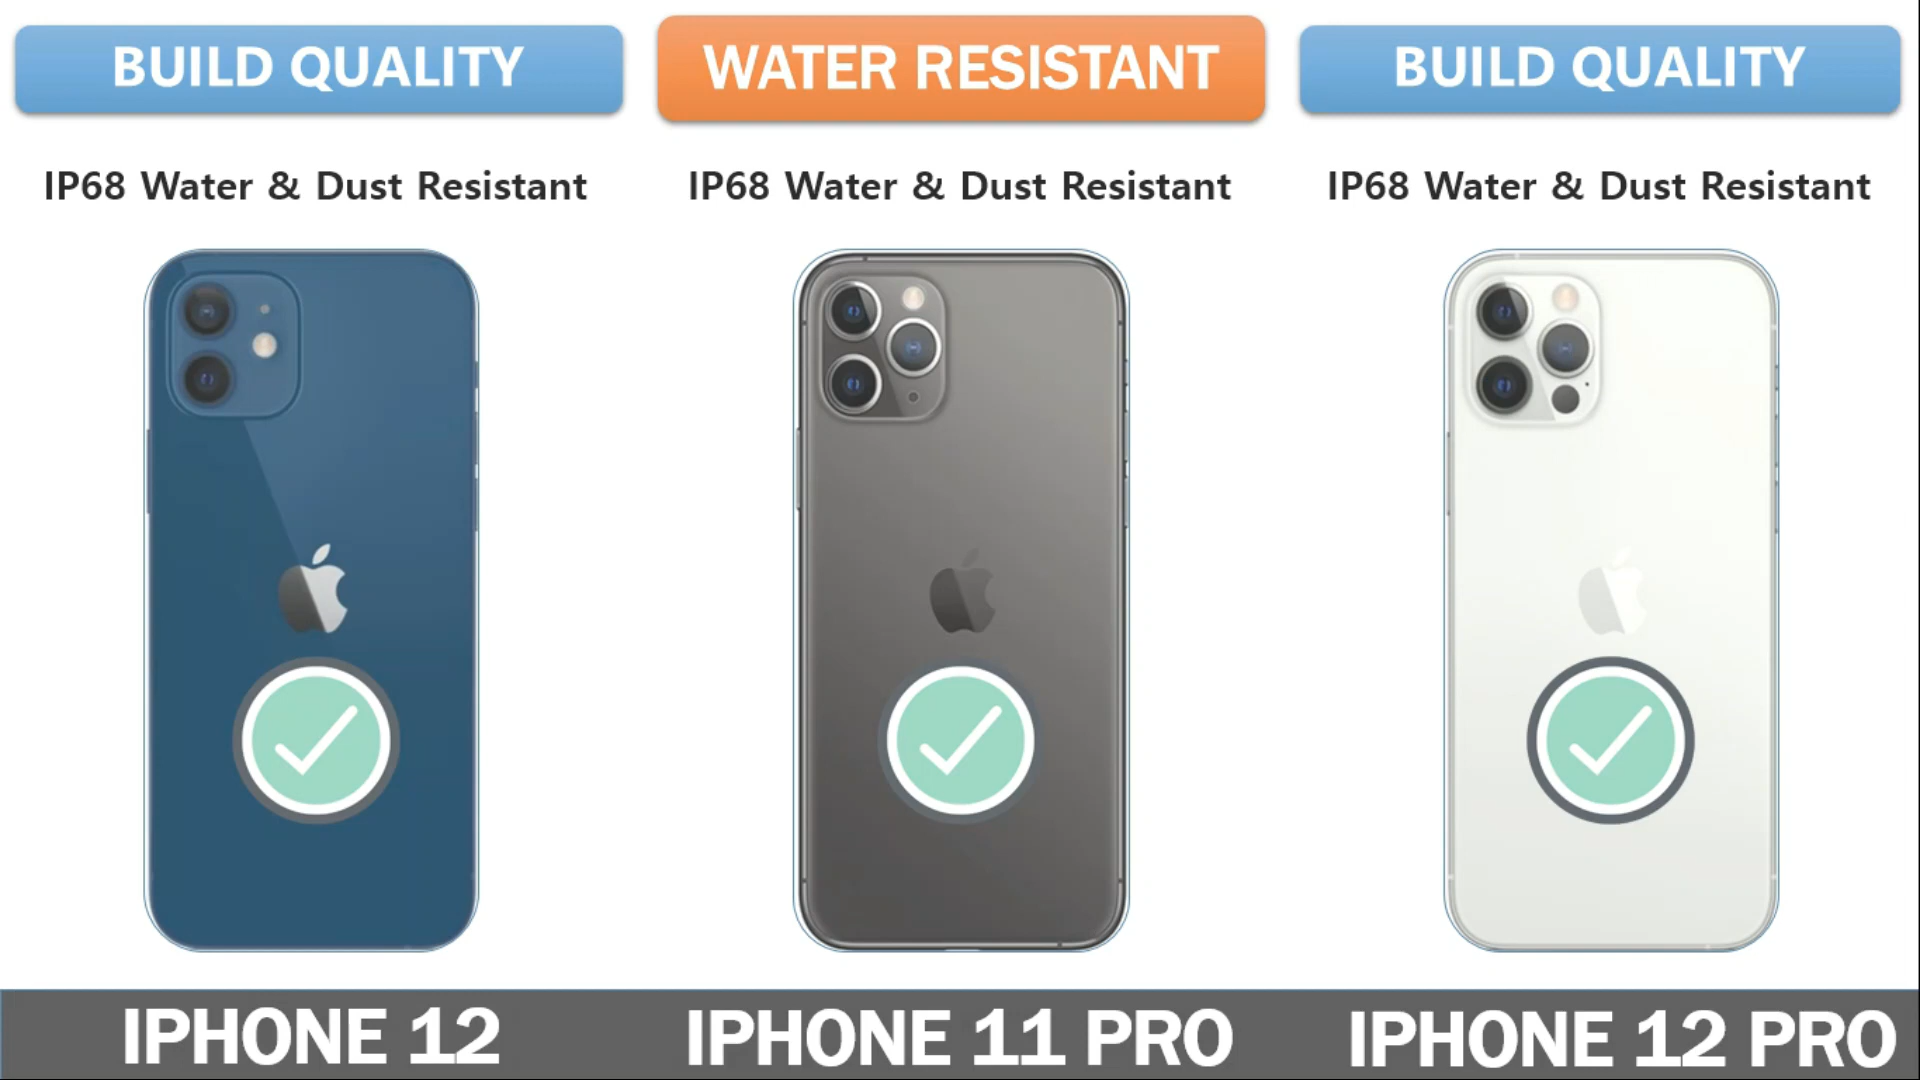 BUILD QUALITY
WATER RESISTANT
BUILD QUALITY
IP68 Water & Dust Resistant
IP68 Water & Dust Resistant
IP68 Water & Dust Resistant
IPHONE 12
IPHONE 11 PRO
IPHONE 12 PRO